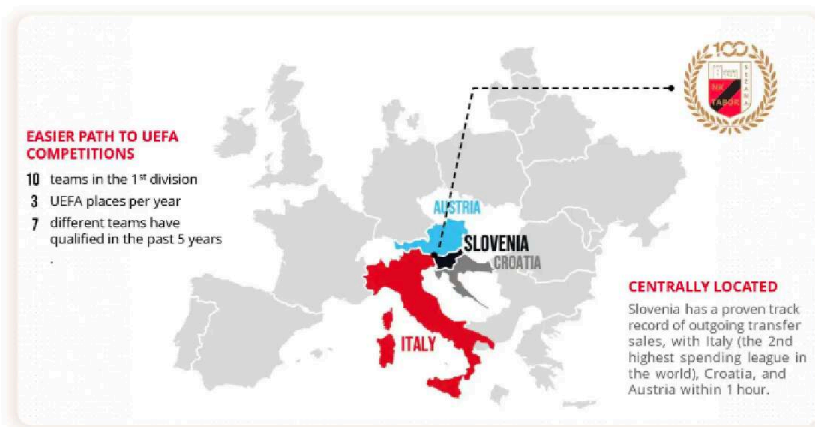 100
NK
TABOR
SEŽANA
EASIER PATH TO UEFA
COMPETITIONS
10 teams in the 1st division
3 UEFA places per year
7 different teams have
qualified in the past 5 years
.
AUSTRIA
SLOVENIA
CROATIA
ITALY
CENTRALLY LOCATED
Slovenia has a proven track
record of outgoing transfer
sales, with Italy (the 2nd
highest spending league in
the world), Croatia, and
Austria within 1 hour.